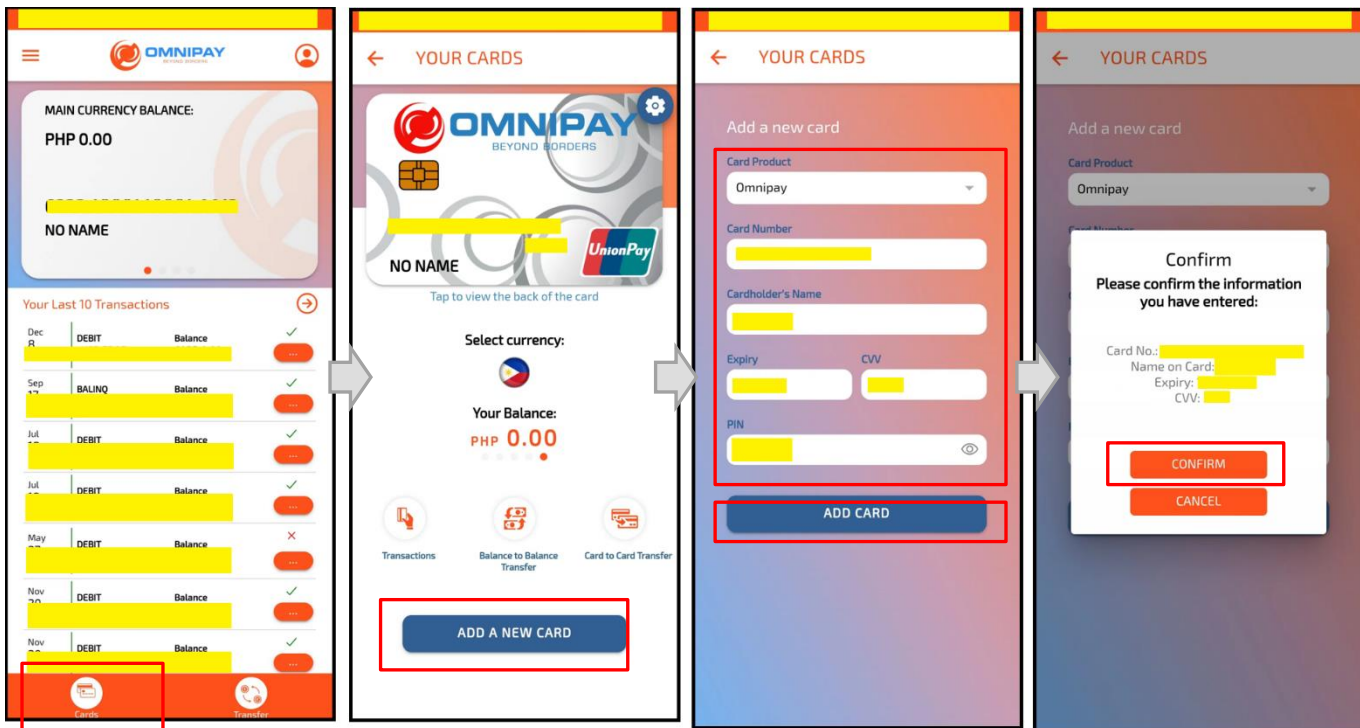 OMNIPAY
BEYOND BORDERS
MAIN CURRENCY BALANCE:
PHP 0.00
NO NAME
Your Last 10 Transactions
Dec
8
DEBIT Balance
...
Sep
DEBIT
BALINQ Balance
...
Jul
DEBIT Balance
...
Jul
DEBIT Balance
...
May
DEBIT Balance
...
Nov
DEBIT Balance
...
Nov
DEBIT Balance
...
Cards Transfer
YOUR CARDS
OMNIPAY
BEYOND BORDERS
UnionPay
NO NAME
Tap to view the back of the card
Select currency:
Your Balance:
PHP 0.00
Transactions
Balance to Balance
Transfer
Card to Card Transfer
ADD A NEW CARD
YOUR CARDS
Add a new card
Card Product
Omnipay
Card Number
Cardholder's Name
Expiry CVV
PIN
ADD CARD
YOUR CARDS
Add a new card
Card Product
Omnipay
Confirm
Please confirm the information
you have entered:
Card No.:
Name on Card:
Expiry:
CVV:
CONFIRM
CANCEL